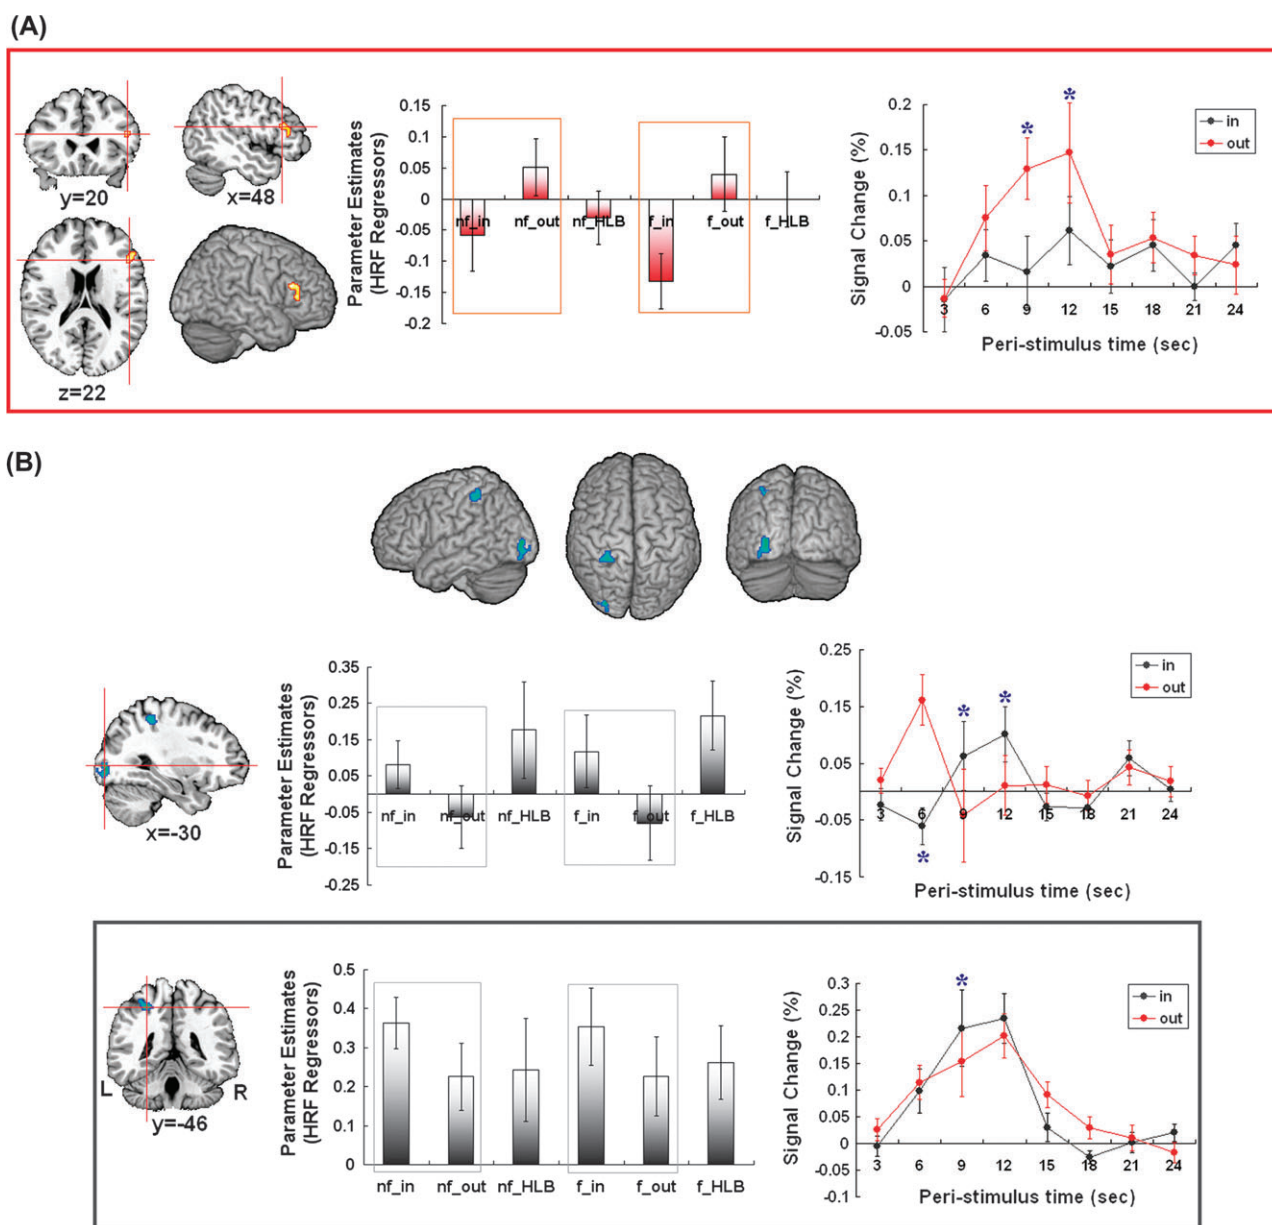 (A)
y=20
x=48
z=22
Parameter Estimates
(HRF Regressors)
0.15
0.1
0.05
0
-0.05
-0.1
-0.15
-0.2
nf_in
nf_out
nf_HLB
f_in
f_out
f_HLB
Signal Change (%)
0.2
0.15
0.1
0.05
0
-0.05
*
*
in
out
3 6 9 12 15 18 21 24
Peri-stimulus time (sec)
(B)
x=-30
Parameter Estimates
(HRF Regressors)
0.35
0.25
0.15
0.05
-0.05
-0.15
-0.25
nf_in
nf_out
nf_HLB
f_in
f_out
f_HLB
Signal Change (%)
0.25
0.15
0.05
-0.05
-0.15
*
*
*
in
out
3 6 9 12 15 18 21 24
Peri-stimulus time (sec)
L
R
y=-46
Parameter Estimates
(HRF Regressors)
0.5
0.4
0.3
0.2
0.1
0
nf_in
nf_out
nf_HLB
f_in
f_out
f_HLB
Signal Change (%)
0.3
0.25
0.2
0.15
0.1
0.05
0
-0.05
-0.1
*
in
out
3 6 9 12 15 18 21 24
Peri-stimulus time (sec)